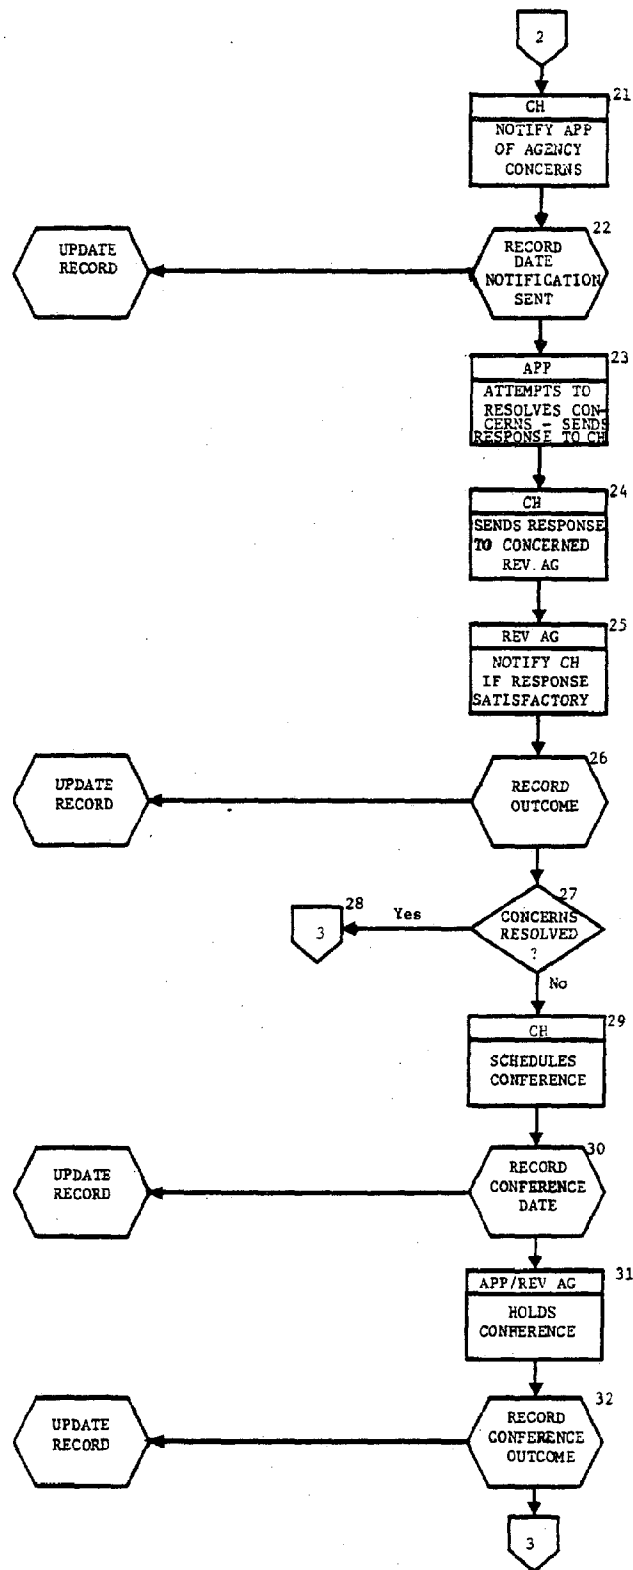 2
21
CH
NOTIFY APP
OF AGENCY
CONCERNS
22
UPDATE
RECORD
RECORD
DATE
NOTIFICATION
SENT
23
APP
ATTEMPTS TO
RESOLVES CON-
CERNS - SENDS
RESPONSE TO CH
24
CH
SENDS RESPONSE
TO CONCERNED
REV. AG
25
REV AG
NOTIFY CH
IF RESPONSE
SATISFACTORY
26
UPDATE
RECORD
RECORD
OUTCOME
27
28
3
Yes
CONCERNS
RESOLVED
?
No
29
CH
SCHEDULES
CONFERENCE
30
UPDATE
RECORD
RECORD
CONFERENCE
DATE
31
APP/REV AG
HOLDS
CONFERENCE
32
UPDATE
RECORD
RECORD
CONFERENCE
OUTCOME
3